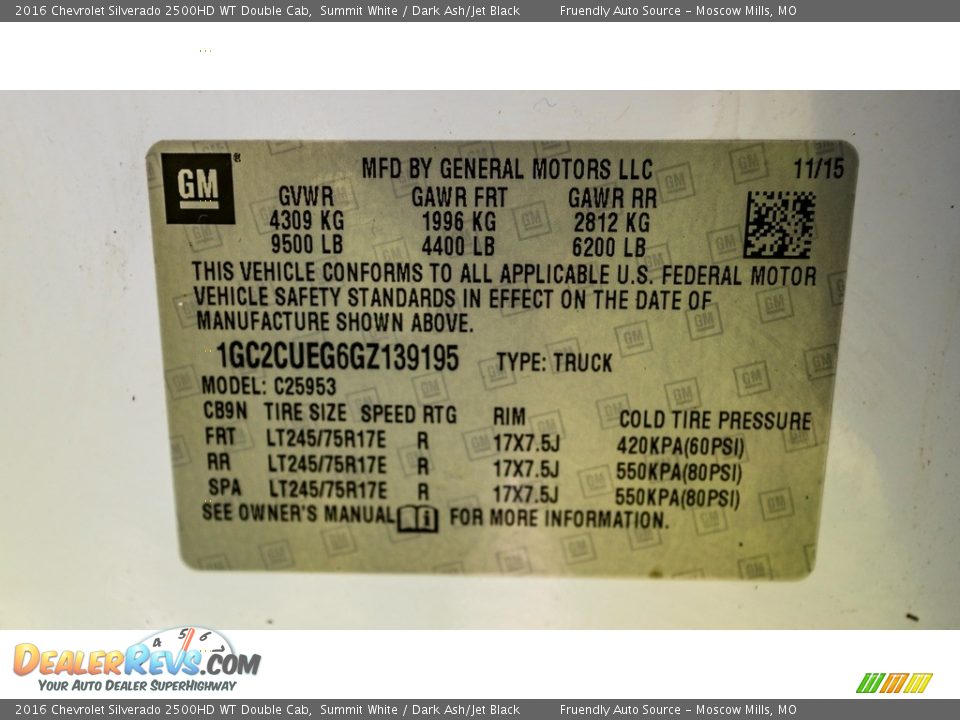 2016 Chevrolet Silverado 2500HD WT Double Cab, Summit White / Dark Ash/Jet Black Fruendly Auto Source - Moscow Mills, MO
GM®
MFD BY GENERAL MOTORS LLC 11/15
GVWR GAWR FRT GAWR RR
4309 KG 1996 KG 2812 KG
9500 LB 4400 LB 6200 LB
THIS VEHICLE CONFORMS TO ALL APPLICABLE U.S. FEDERAL MOTOR
VEHICLE SAFETY STANDARDS IN EFFECT ON THE DATE OF
MANUFACTURE SHOWN ABOVE.
1GC2CUEG6GZ139195 TYPE: TRUCK
MODEL: C25953
CB9N TIRE SIZE SPEED RTG RIM COLD TIRE PRESSURE
FRT LT245/75R17E R 17X7.5J 420KPA(60PSI)
RR LT245/75R17E R 17X7.5J 550KPA(80PSI)
SPA LT245/75R17E R 17X7.5J 550KPA(80PSI)
SEE OWNER'S MANUAL FOR MORE INFORMATION.
4 5 6 7
DEALERREVS.COM
YOUR AUTO DEALER SUPERHIGHWAY
2016 Chevrolet Silverado 2500HD WT Double Cab, Summit White / Dark Ash/Jet Black Fruendly Auto Source - Moscow Mills, MO